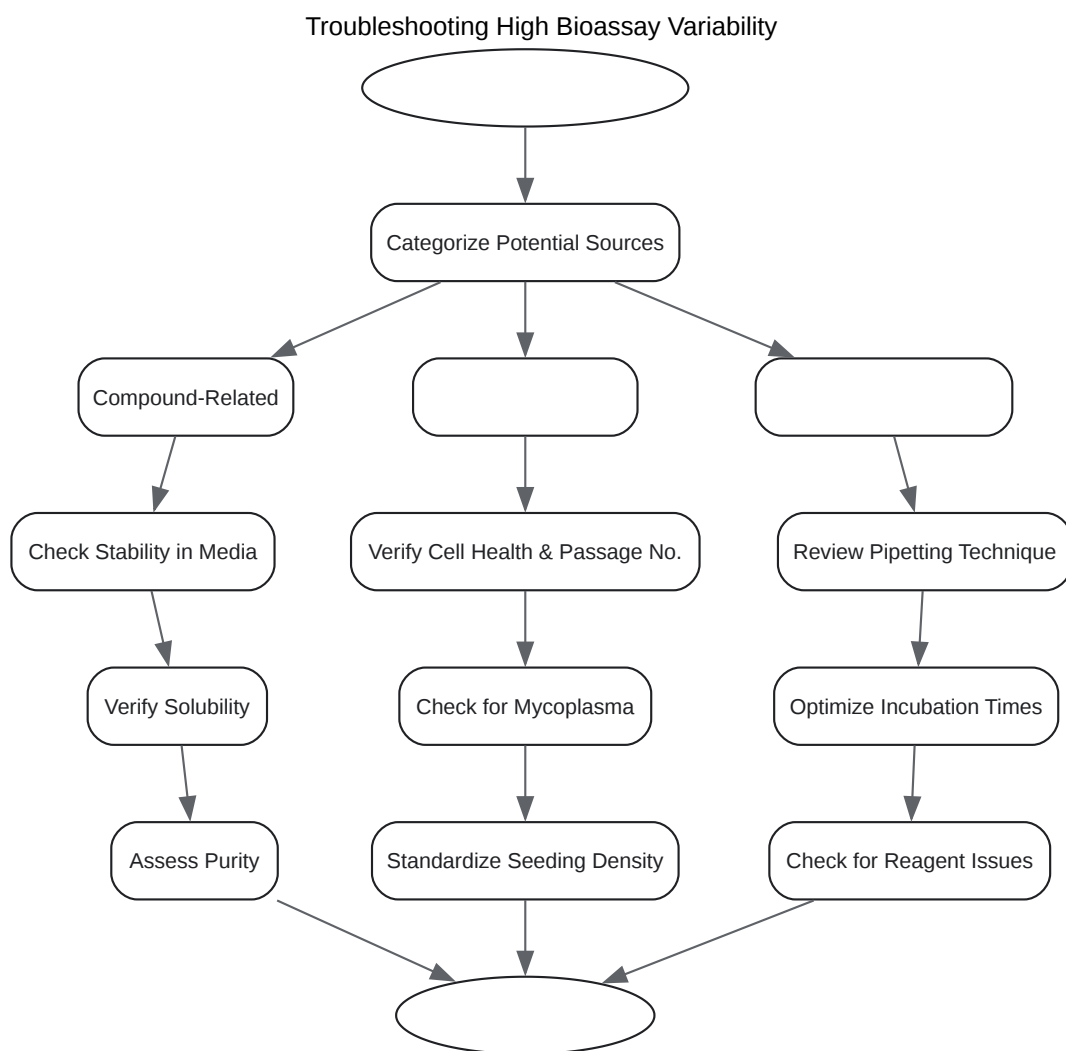 Troubleshooting High Bioassay Variability
Categorize Potential Sources
Compound-Related
Check Stability in Media
Verify Cell Health & Passage No.
Review Pipetting Technique
Verify Solubility
Check for Mycoplasma
Optimize Incubation Times
Assess Purity
Standardize Seeding Density
Check for Reagent Issues